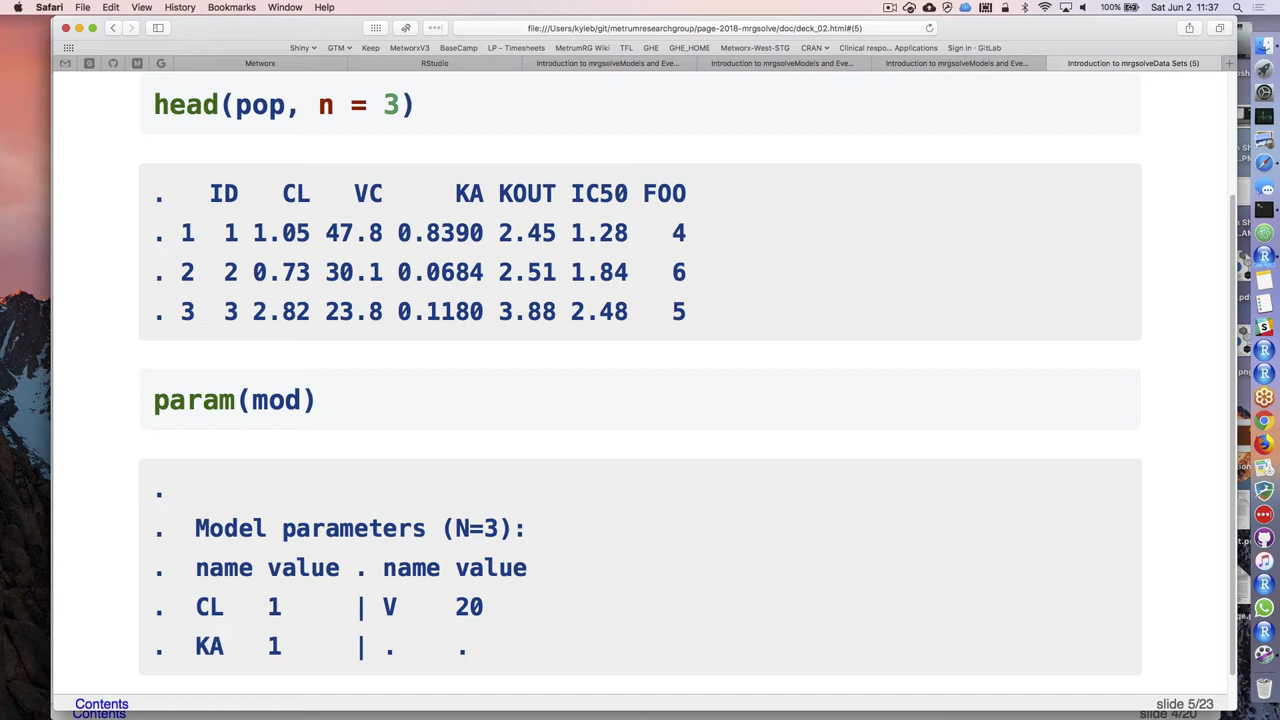 Safari File Edit View History Bookmarks Window Help
100% Sat Jun 2 11:37
file:///Users/kyleb/git/metrumresearchgroup/page-2018-mrgsolve/doc/deck_02.html#(5)
Shiny GTM Keep MetworxV3 BaseCamp LP - Timesheets MetrumRG Wiki TFL GHE GHE_HOME Metworx-West-STG CRAN Clinical respo... Applications Sign in · GitLab
Metworx RStudio Introduction to mrgsolveModels and Eve... Introduction to mrgsolveModels and Eve... Introduction to mrgsolveModels and Eve... Introduction to mrgsolveData Sets (5)
head(pop, n = 3)
. ID CL VC KA KOUT IC50 FOO
. 1 1 1.05 47.8 0.8390 2.45 1.28 4
. 2 2 0.73 30.1 0.0684 2.51 1.84 6
. 3 3 2.82 23.8 0.1180 3.88 2.48 5
param(mod)
.
. Model parameters (N=3):
. name value . name value
. CL 1 | V 20
. KA 1 | . .
Contents slide 5/23
Contents slide 4/20